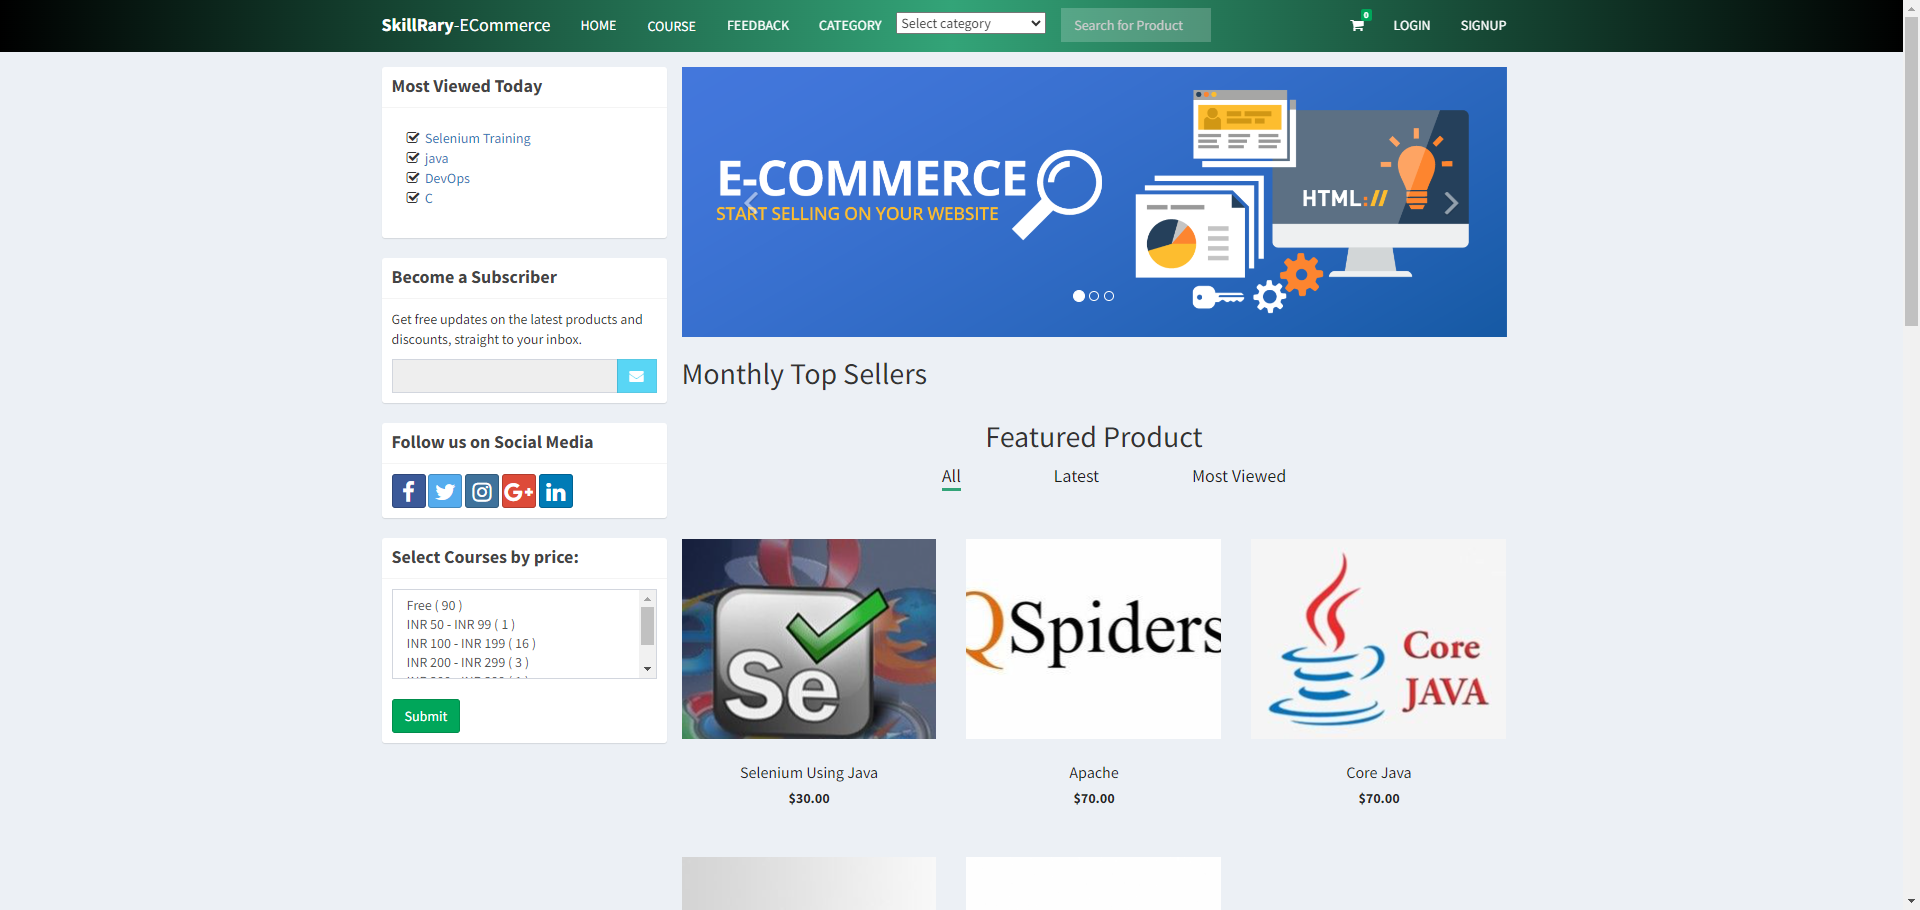 SkillRary-ECommerce HOME COURSE FEEDBACK CATEGORY Select category Search for Product 0 LOGIN SIGNUP
Most Viewed Today
Selenium Training
java
DevOps
C
Become a Subscriber
Get free updates on the latest products and
discounts, straight to your inbox.
Follow us on Social Media
f G+ in
Select Courses by price:
Free ( 90 )
INR 50 - INR 99 ( 1 )
INR 100 - INR 199 ( 16 )
INR 200 - INR 299 ( 3 )
Submit
E-COMMERCE
START SELLING ON YOUR WEBSITE
HTML://
Monthly Top Sellers
Featured Product
All Latest Most Viewed
Se
QSpiders
Core
JAVA
Selenium Using Java Apache Core Java
$30.00 $70.00 $70.00